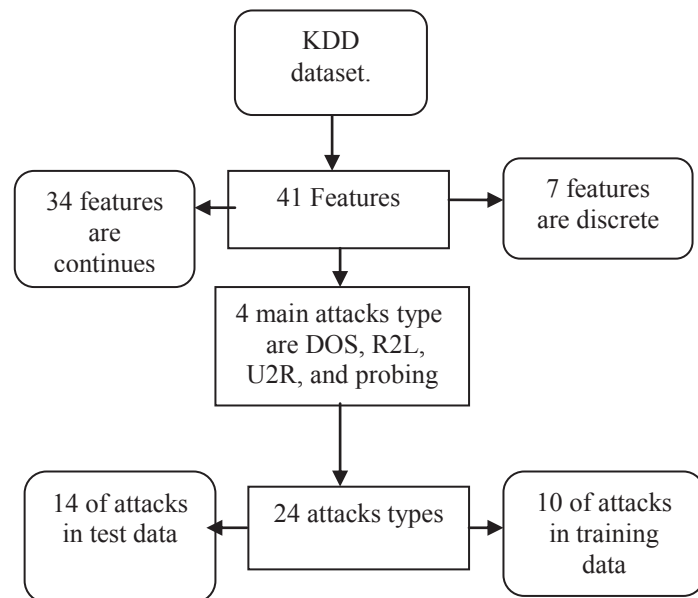 KDD
dataset.
34 features
are
continues
41 Features
7 features
are discrete
4 main attacks type
are DOS, R2L,
U2R, and probing
14 of attacks
in test data
24 attacks types
10 of attacks
in training
data